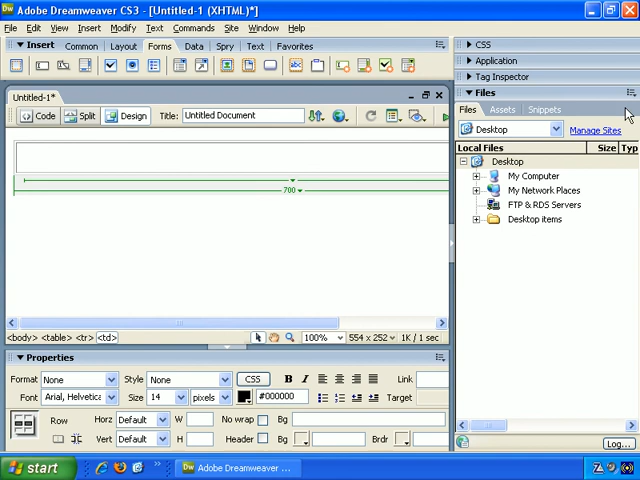 Dw Adobe Dreamweaver CS3 - [Untitled-1 (XHTML)*]
File Edit View Insert Modify Text Commands Site Window Help
Insert Common Layout Forms Data Spry Text Favorites
Untitled-1*
Code Split Design Title: Untitled Document
700
<body> <table> <tr> <td> 100% 554 x 252 1K / 1 sec
Properties
Format None Style None CSS B I Link
Font Arial, Helvetica Size 14 pixels #000000 Target
Row Horz Default W No wrap Bg
Vert Default H Header Bg Brdr
CSS
Application
Tag Inspector
Files
Files Assets Snippets
Desktop Manage Sites
Local Files Size Typ
Desktop
My Computer
My Network Places
FTP & RDS Servers
Desktop items
Log...
start Adobe Dreamweaver ...